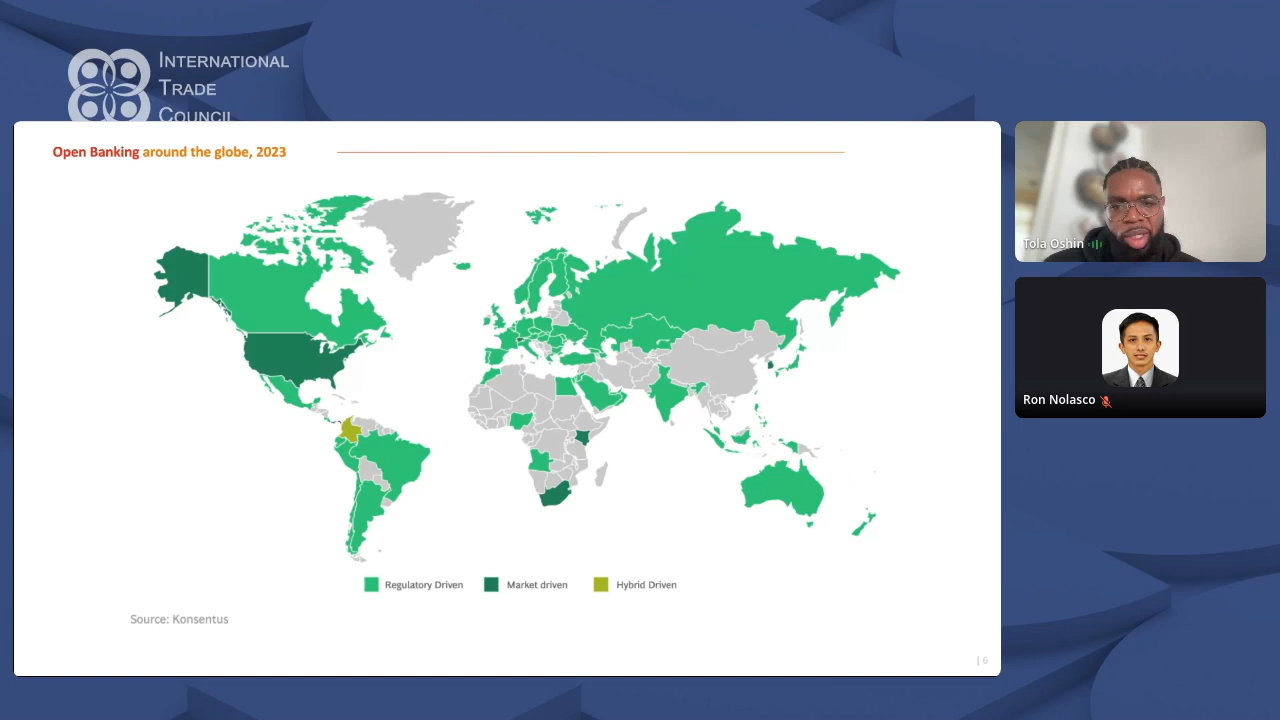 INTERNATIONAL
TRADE
COUNCIL
Open Banking around the globe, 2023
Tola Oshin
Ron Nolasco
Regulatory Driven
Market driven
Hybrid Driven
Source: Konsentus
| 6